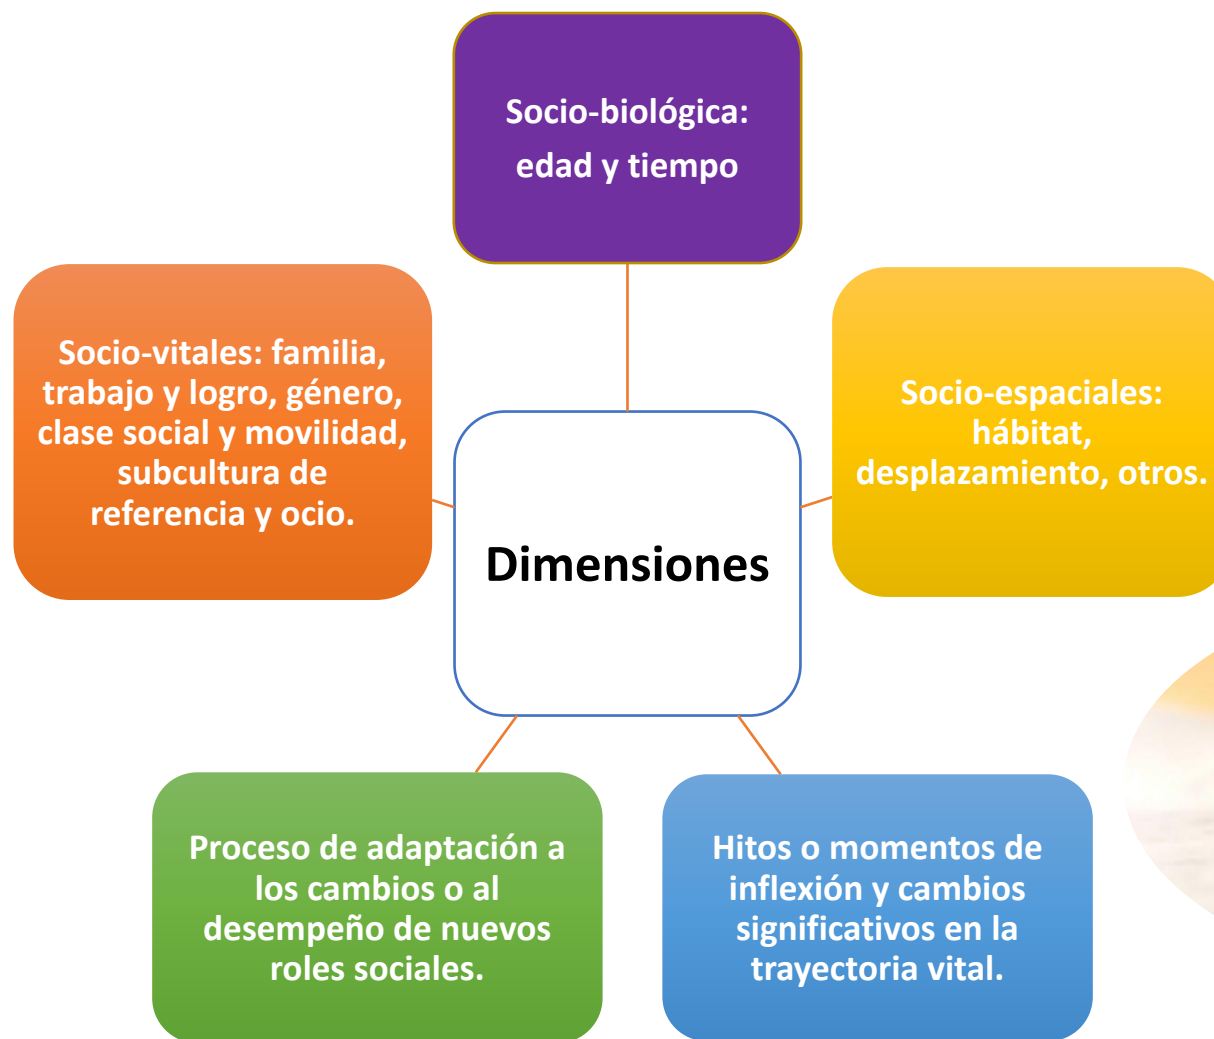 Socio-biológica:
edad y tiempo
Socio-vitales: familia,
trabajo y logro, género,
clase social y movilidad,
subcultura de
referencia y ocio.
Socio-espaciales:
hábitat,
desplazamiento, otros.
Dimensiones
Proceso de adaptación a
los cambios o al
desempeño de nuevos
roles sociales.
Hitos o momentos de
inflexión y cambios
significativos en la
trayectoria vital.